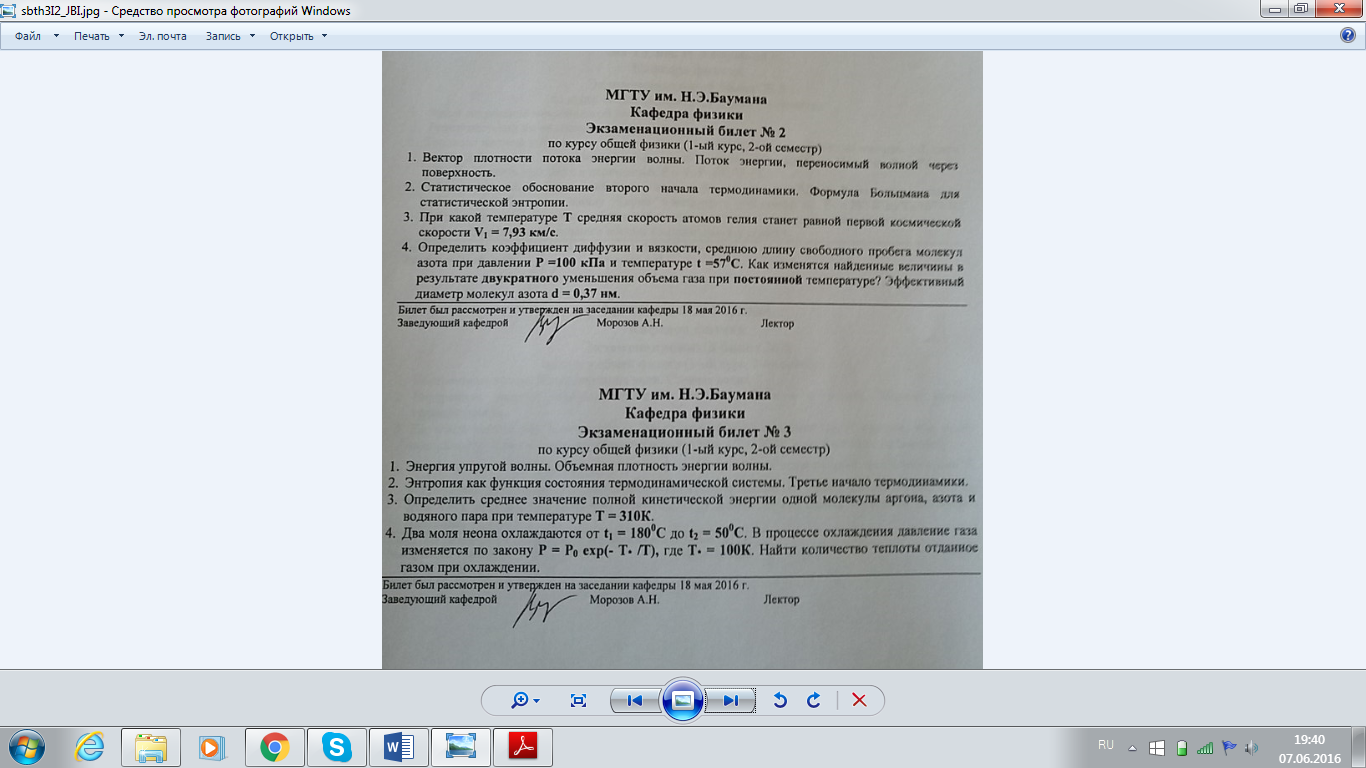 sbth3I2_JBI.jpg - Средство просмотра фотографий Windows
Файл Печать Эл. почта Запись Открыть
МГТУ им. Н.Э.Баумана
Кафедра физики
Экзаменационный билет № 2
по курсу общей физики (1-ый курс, 2-ой семестр)
1. Вектор плотности потока энергии волны. Поток энергии, переносимый волной через
поверхность.
2. Статистическое обоснование второго начала термодинамики. Формула Больцмана для
статистической энтропии.
3. При какой температуре T средняя скорость атомов гелия станет равной первой космической
скорости V₁ = 7,93 км/с.
4. Определить коэффициент диффузии и вязкости, среднюю длину свободного пробега молекул
азота при давлении P =100 кПа и температуре t =57⁰С. Как изменятся найденные величины в
результате двукратного уменьшения объема газа при постоянной температуре? Эффективный
диаметр молекул азота d = 0,37 нм.
Билет был рассмотрен и утвержден на заседании кафедры 18 мая 2016 г.
Заведующий кафедрой Морозов А.Н. Лектор
МГТУ им. Н.Э.Баумана
Кафедра физики
Экзаменационный билет № 3
по курсу общей физики (1-ый курс, 2-ой семестр)
1. Энергия упругой волны. Объемная плотность энергии волны.
2. Энтропия как функция состояния термодинамической системы. Третье начало термодинамики.
3. Определить среднее значение полной кинетической энергии одной молекулы аргона, азота и
водяного пара при температуре T = 310К.
4. Два моля неона охлаждаются от t₁ = 180⁰С до t₂ = 50⁰С. В процессе охлаждения давление газа
изменяется по закону P = P₀ exp(- T* /T), где T* = 100К. Найти количество теплоты отданное
газом при охлаждении.
Билет был рассмотрен и утвержден на заседании кафедры 18 мая 2016 г.
Заведующий кафедрой Морозов А.Н. Лектор
RU 19:40
07.06.2016